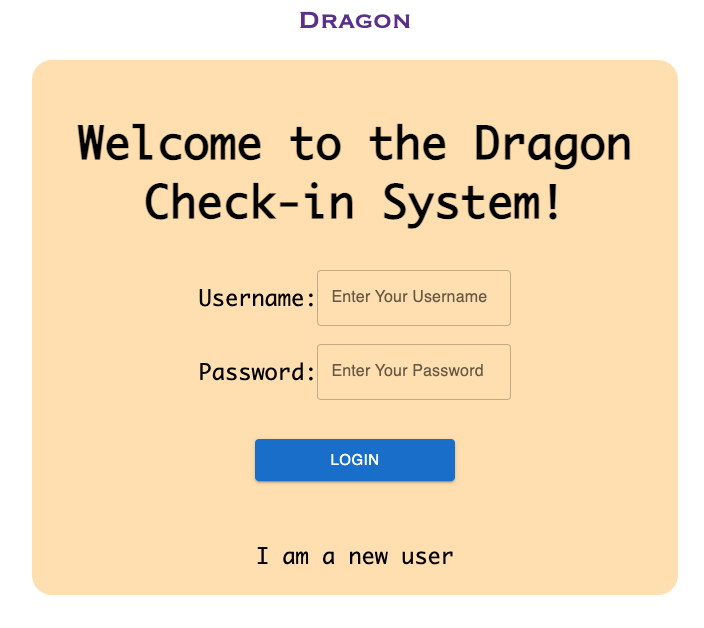 DRAGON
Welcome to the Dragon
Check-in System!
Username: Enter Your Username
Password: Enter Your Password
LOGIN
I am a new user